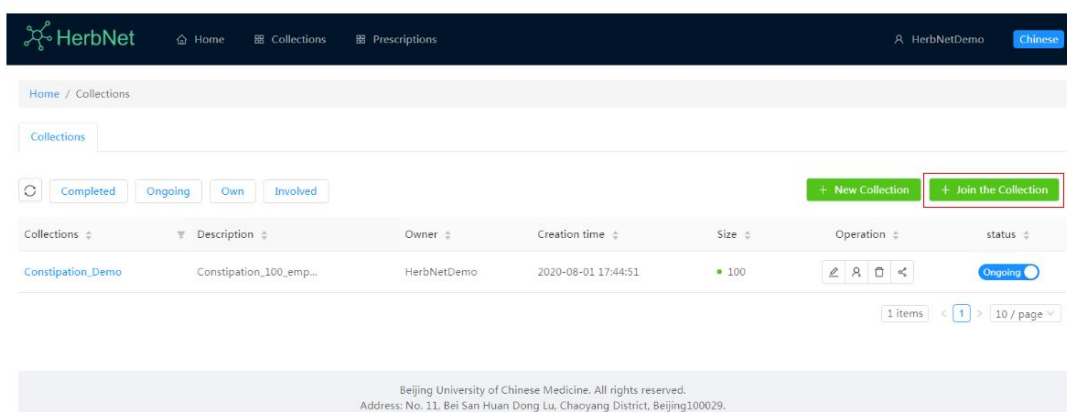 HerbNet Home Collections Prescriptions HerbNetDemo Chinese
Home / Collections
Collections
Completed Ongoing Own Involved + New Collection + Join the Collection
Collections Description Owner Creation time Size Operation status
Constipation_Demo Constipation_100_emp... HerbNetDemo 2020-08-01 17:44:51 100 Ongoing
1 items < 1 > 10 / page
Beijing University of Chinese Medicine. All rights reserved.
Address: No. 11, Bei San Huan Dong Lu, Chaoyang District, Beijing100029.